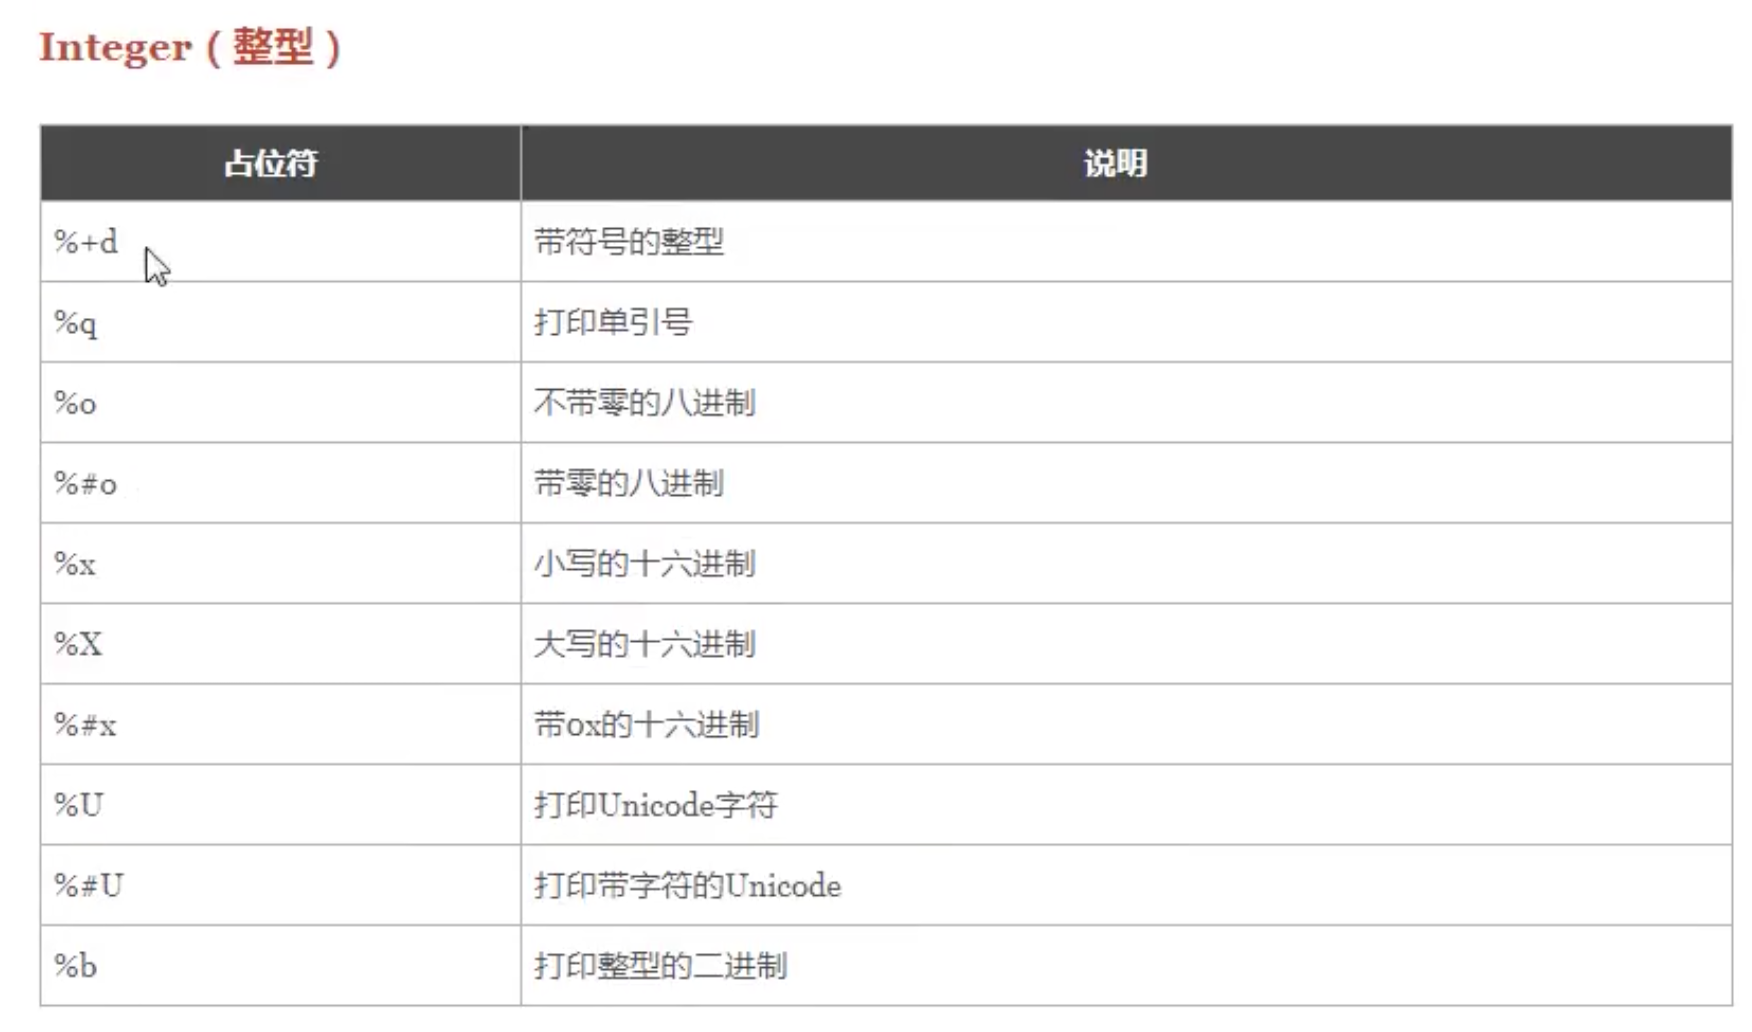 Integer（整型）
占位符 说明
%+d 带符号的整型
%q 打印单引号
%o 不带零的八进制
%#o 带零的八进制
%x 小写的十六进制
%X 大写的十六进制
%#x 带0x的十六进制
%U 打印Unicode字符
%#U 打印带字符的Unicode
%b 打印整型的二进制